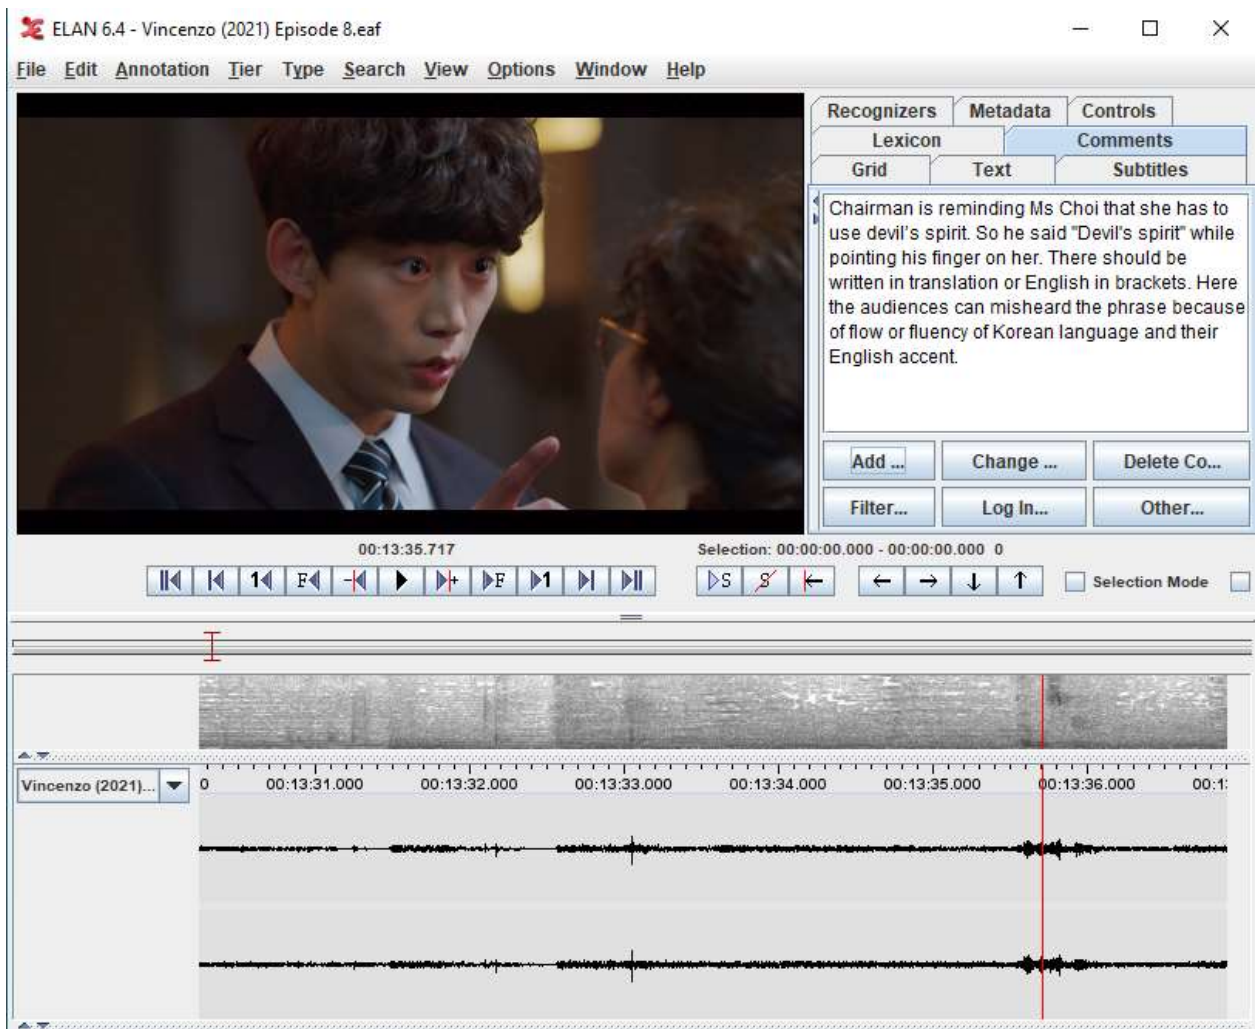 ELAN 6.4 - Vincenzo (2021) Episode 8.eaf
File Edit Annotation Tier Type Search View Options Window Help
Recognizers Metadata Controls
Lexicon Comments
Grid Text Subtitles
Chairman is reminding Ms Choi that she has to
use devil's spirit. So he said "Devil's spirit" while
pointing his finger on her. There should be
written in translation or English in brackets. Here
the audiences can misheard the phrase because
of flow or fluency of Korean language and their
English accent.
Add ... Change ... Delete Co...
Filter... Log In... Other...
00:13:35.717 Selection: 00:00:00.000 - 00:00:00.000 0
1 F - + F 1 S S Selection Mode
Vincenzo (2021)... 0 00:13:31.000 00:13:32.000 00:13:33.000 00:13:34.000 00:13:35.000 00:13:36.000 00:1: